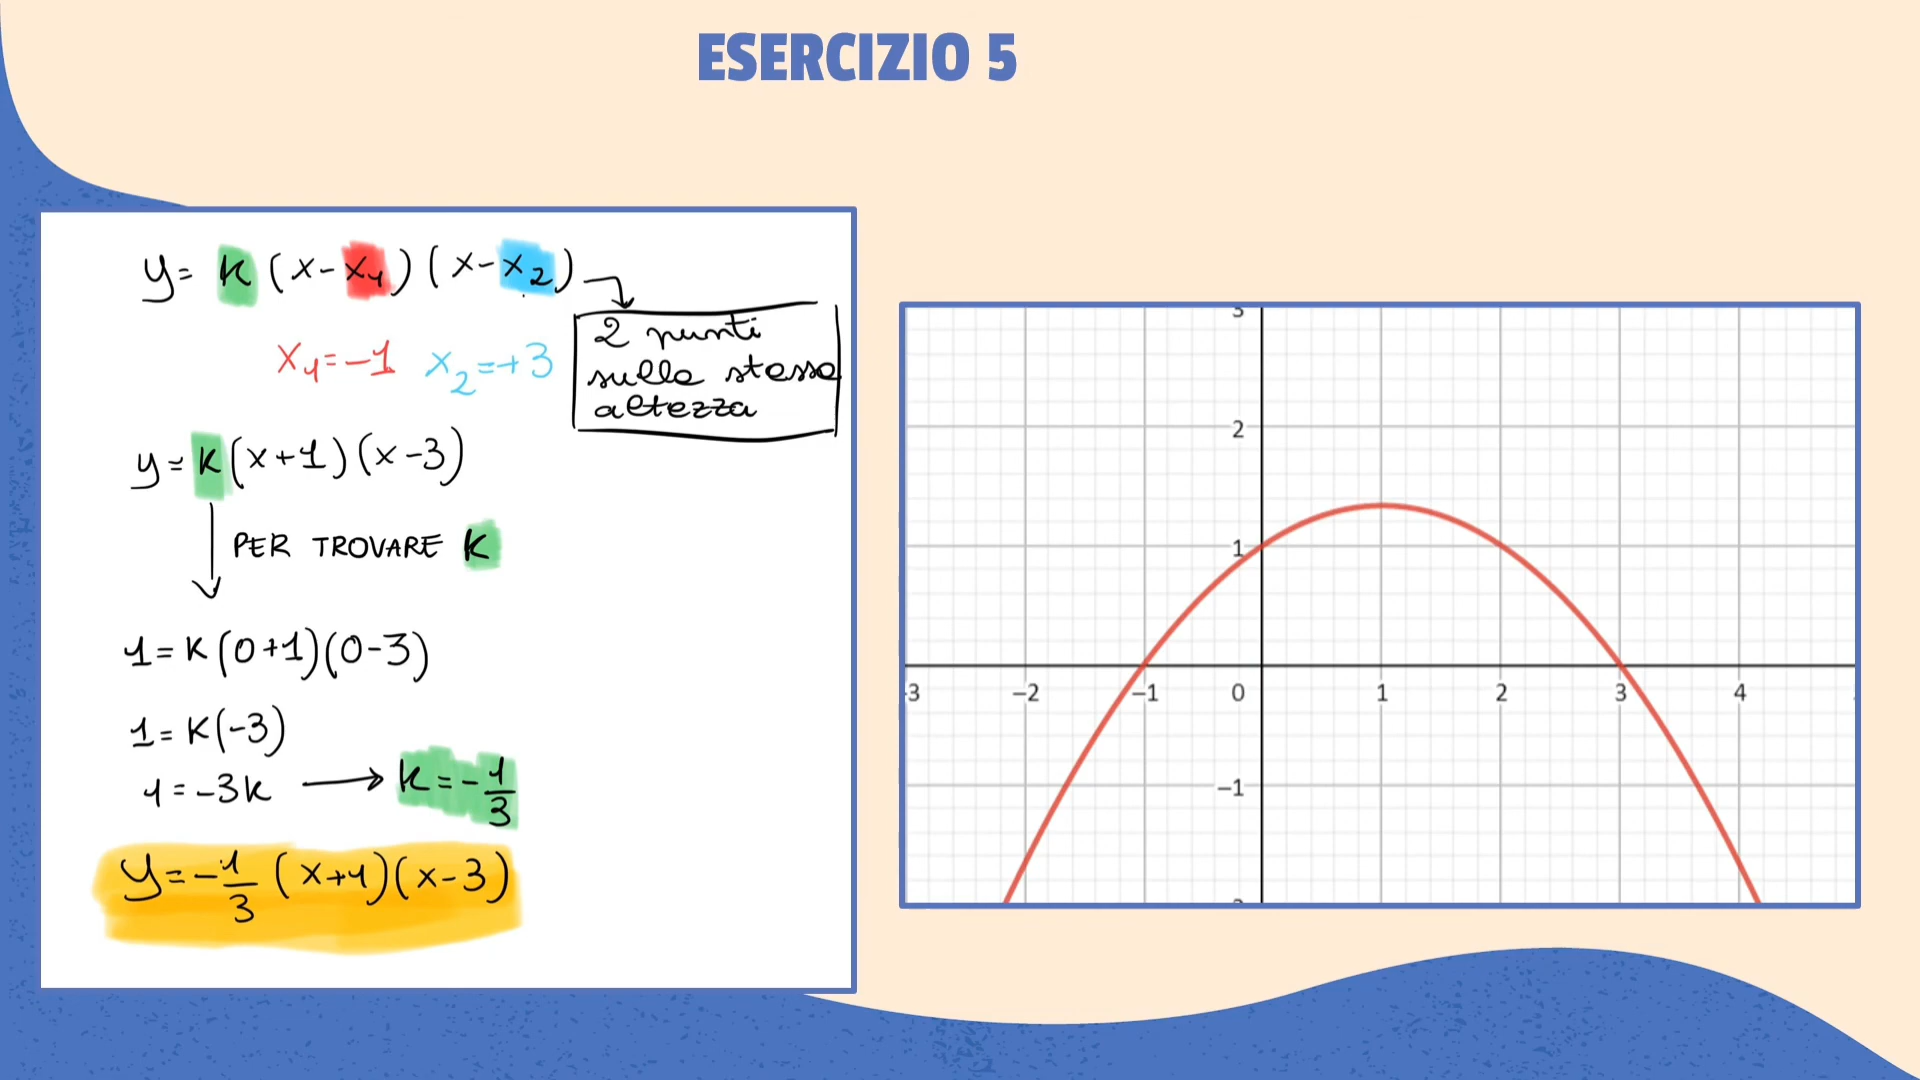 ESERCIZIO 5
y = k (x - x₁) (x - x₂)
2 punti
sulla stessa
altezza
x₁ = -1 x₂ = +3
y = k (x + 1) (x - 3)
PER TROVARE k
1 = k (0 + 1) (0 - 3)
1 = k (-3)
1 = -3k → k = -1/3
y = -1/3 (x + 1) (x - 3)
3
2
1
-3 -2 -1 0 1 2 3 4
-1